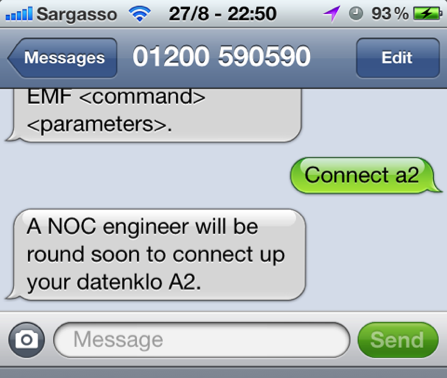 Sargasso 27/8 - 22:50 93%
Messages 01200 590590 Edit
EMF <command>
<parameters>.
Connect a2
A NOC engineer will be
round soon to connect up
your datenklo A2.
Message Send